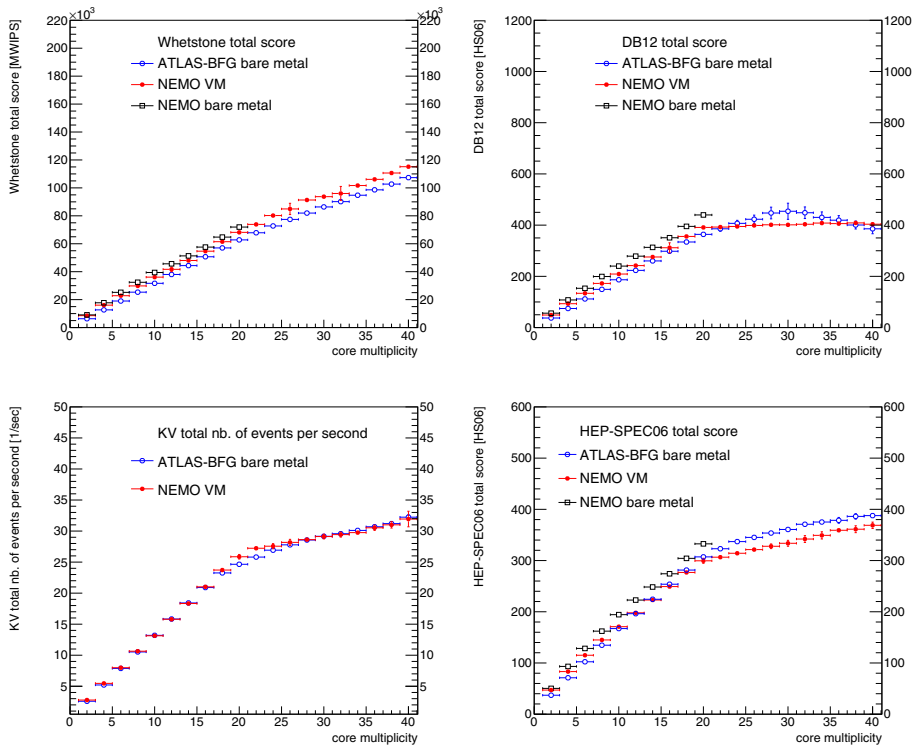 ×10³ ×10³
Whetstone total score [MWIPS]
220
200
180
160
140
120
100
80
60
40
20
0
220
200
180
160
140
120
100
80
60
40
20
0
Whetstone total score
ATLAS-BFG bare metal
NEMO VM
NEMO bare metal
0 5 10 15 20 25 30 35 40
core multiplicity
DB12 total score [HS06]
1200
1000
800
600
400
200
0
1200
1000
800
600
400
200
0
DB12 total score
ATLAS-BFG bare metal
NEMO VM
NEMO bare metal
0 5 10 15 20 25 30 35 40
core multiplicity
KV total nb. of events per second [1/sec]
50
45
40
35
30
25
20
15
10
5
50
45
40
35
30
25
20
15
10
5
KV total nb. of events per second
ATLAS-BFG bare metal
NEMO VM
0 5 10 15 20 25 30 35 40
core multiplicity
HEP-SPEC06 total score [HS06]
600
500
400
300
200
100
0
600
500
400
300
200
100
0
HEP-SPEC06 total score
ATLAS-BFG bare metal
NEMO VM
NEMO bare metal
0 5 10 15 20 25 30 35 40
core multiplicity